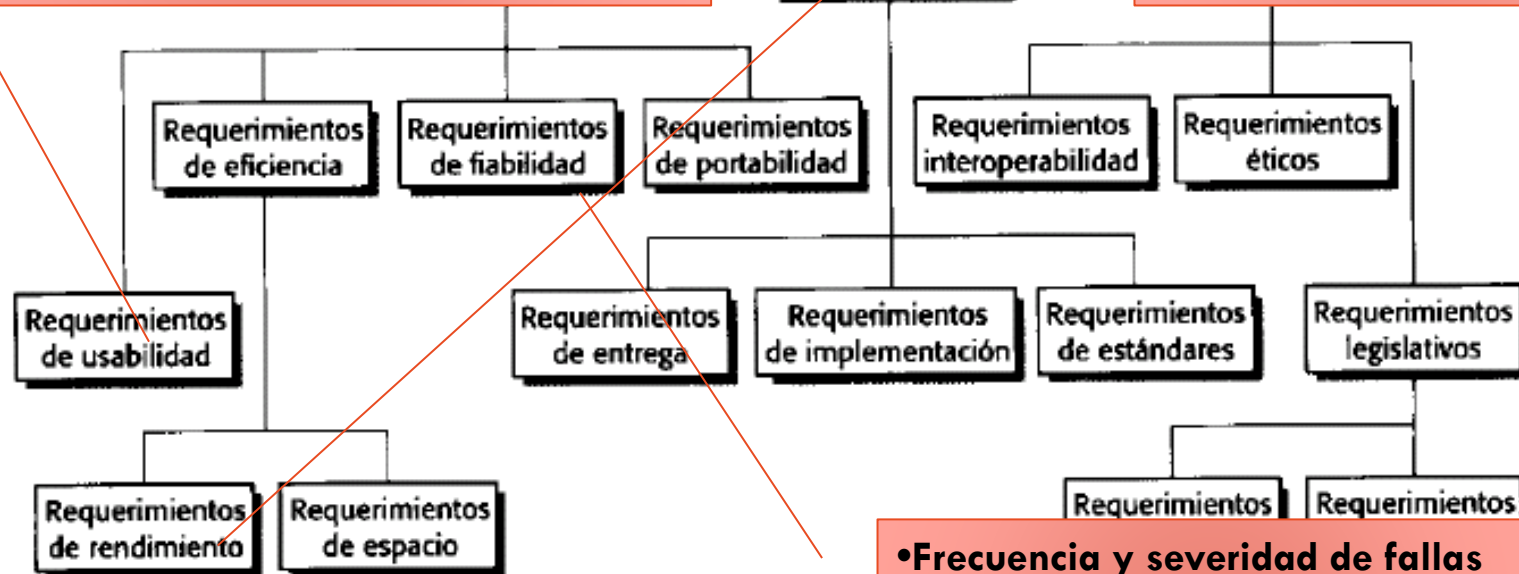 Requerimientos
de eficiencia
Requerimientos
de fiabilidad
Requerimientos
de portabilidad
Requerimientos
interoperabilidad
Requerimientos
éticos
Requerimientos
de usabilidad
Requerimientos
de entrega
Requerimientos
de implementación
Requerimientos
de estándares
Requerimientos
legislativos
Requerimientos
de rendimiento
Requerimientos
de espacio
Requerimientos
Requerimientos
•Frecuencia y severidad de fallas